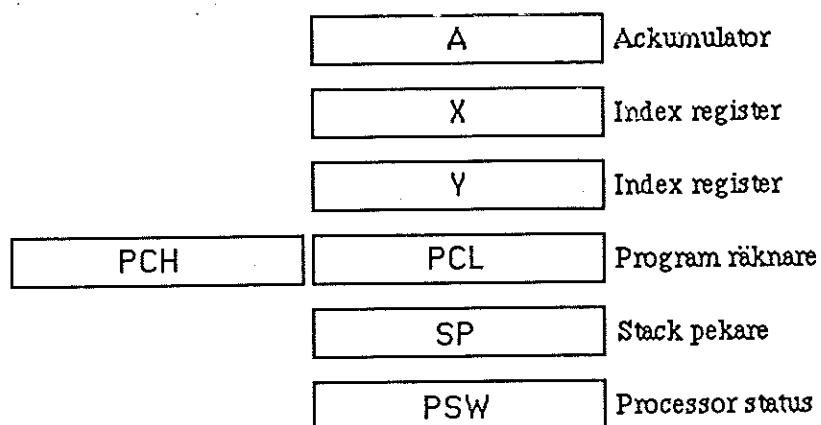 A Ackumulator
X Index register
Y Index register
PCH PCL Program räknare
SP Stack pekare
PSW Processor status